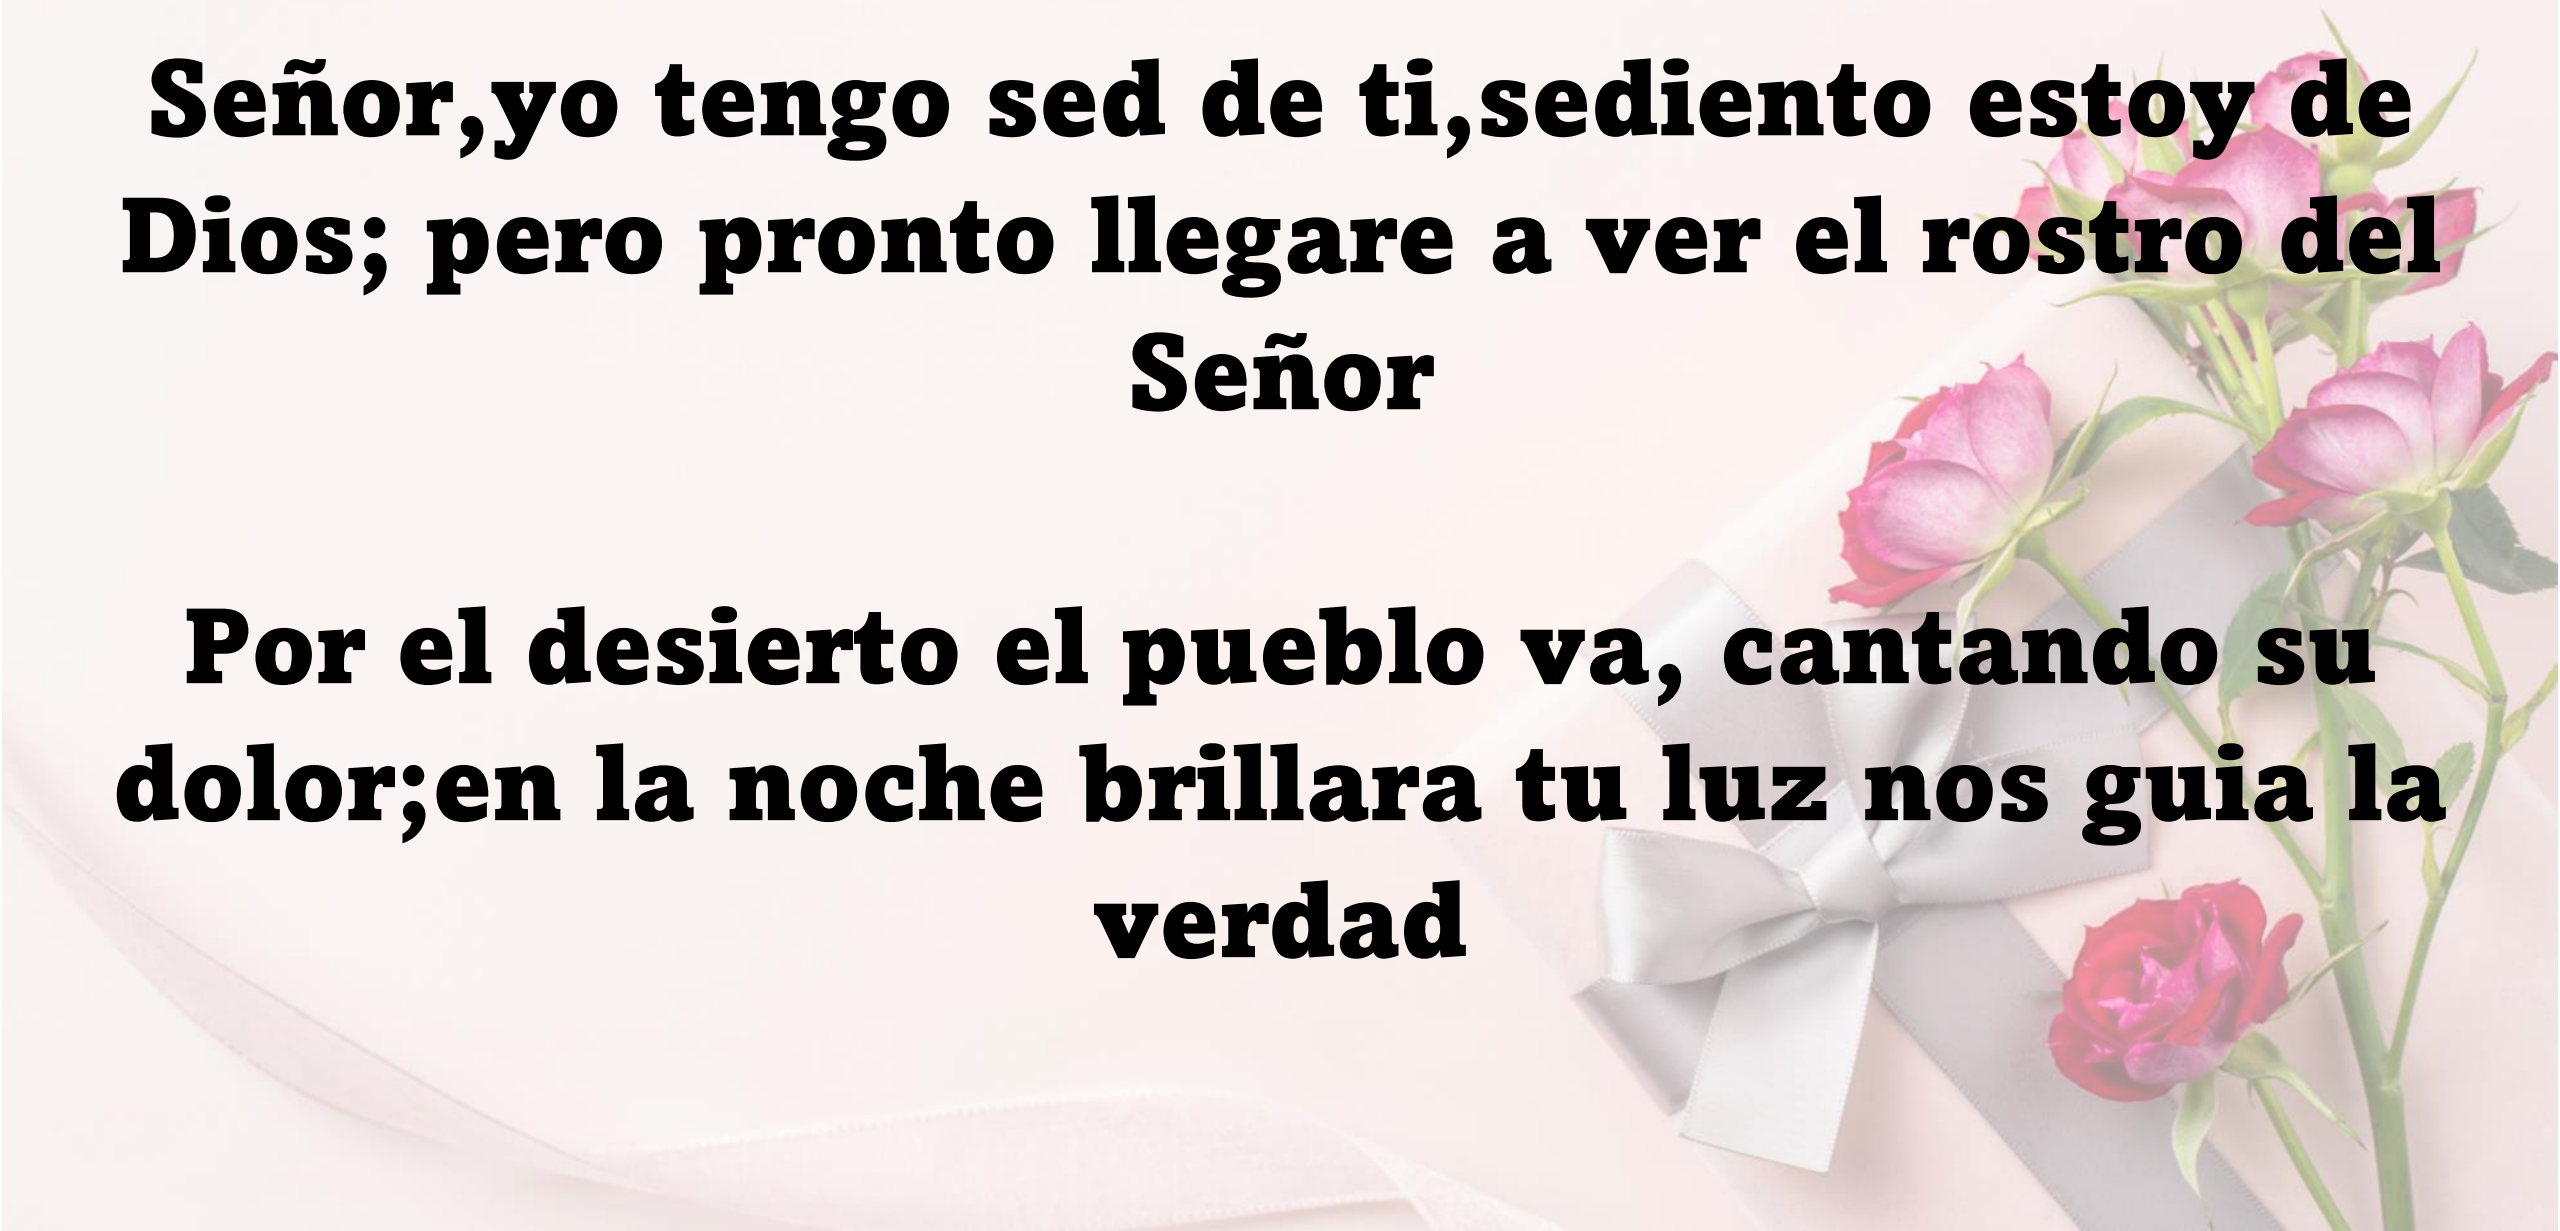 Señor,yo tengo sed de ti,sediento estoy de
Dios; pero pronto llegare a ver el rostro del
Señor
Por el desierto el pueblo va, cantando su
dolor;en la noche brillara tu luz nos guia la
verdad